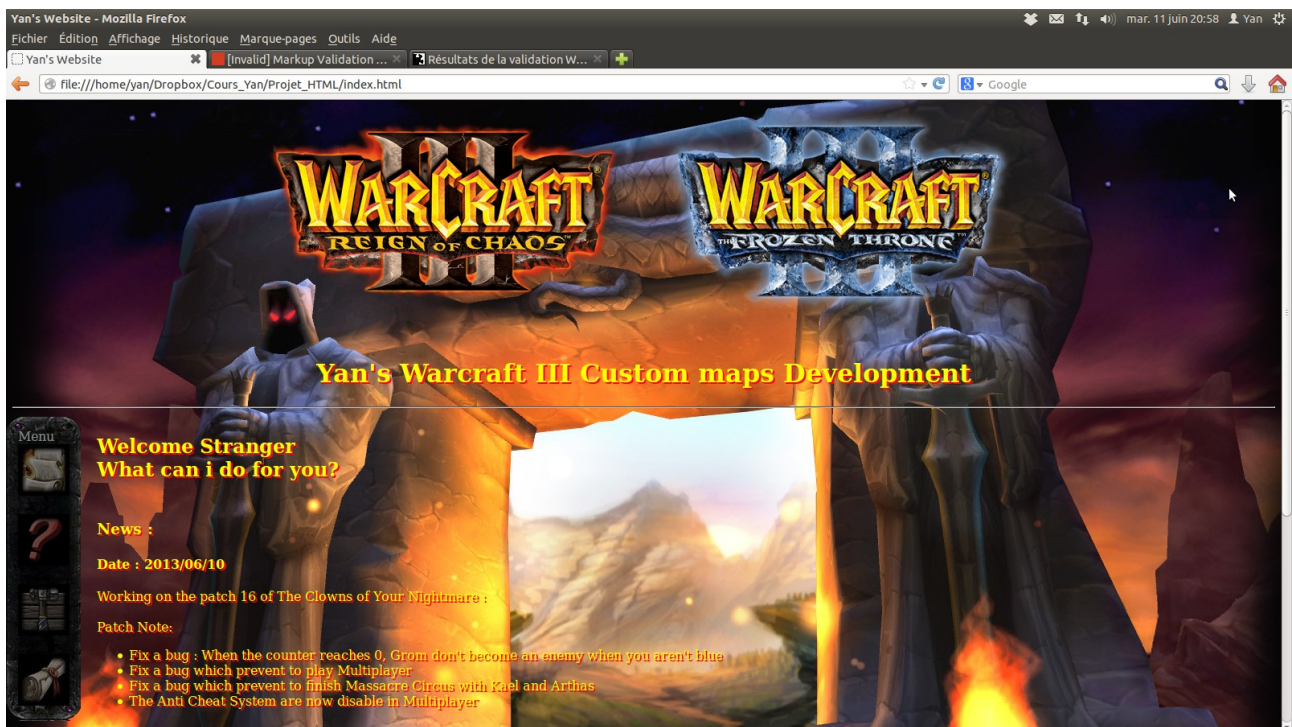 Yan's Website - Mozilla Firefox
mar. 11 juin 20:58 Yan
Fichier Édition Affichage Historique Marque-pages Outils Aide
Yan's Website
[Invalid] Markup Validation ...
Résultats de la validation W...
file:///home/yan/Dropbox/Cours_Yan/Projet_HTML/index.html
Google
WARCRAFT III
REIGN OF CHAOS
WARCRAFT III
THE FROZEN THRONE
Yan's Warcraft III Custom maps Development
Menu
Welcome Stranger
What can i do for you?
News :
Date : 2013/06/10
Working on the patch 16 of The Clowns of Your Nightmare :
Patch Note:
• Fix a bug : When the counter reaches 0, Grom don't become an enemy when you aren't blue
• Fix a bug which prevent to play Multiplayer
• Fix a bug which prevent to finish Massacre Circus with Kael and Arthas
• The Anti Cheat System are now disable in Multiplayer